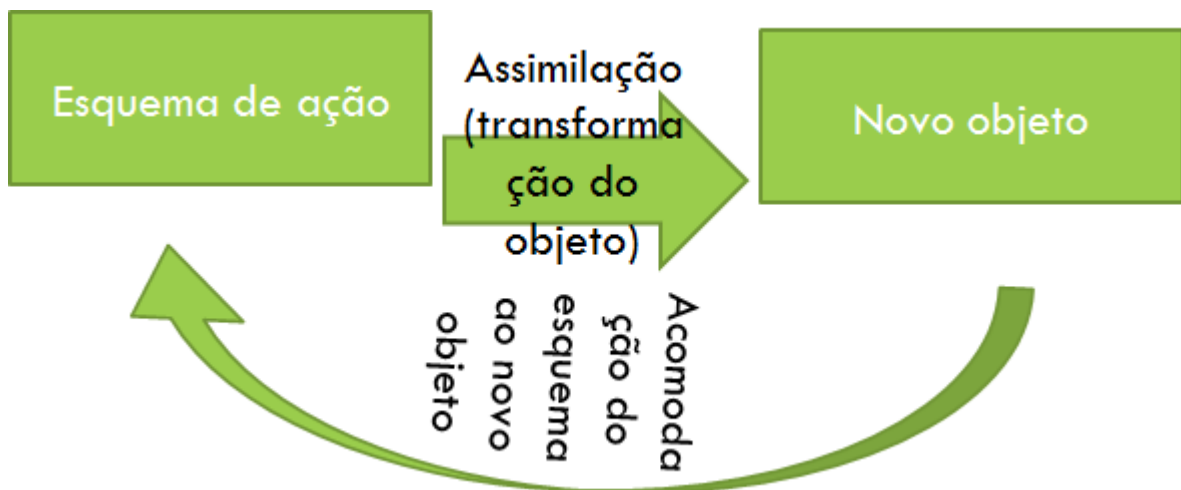 Esquema de ação
Assimilação
(transforma
ção do
objeto)
Novo objeto
Acomoda
ção do
esquema
ao novo
objeto